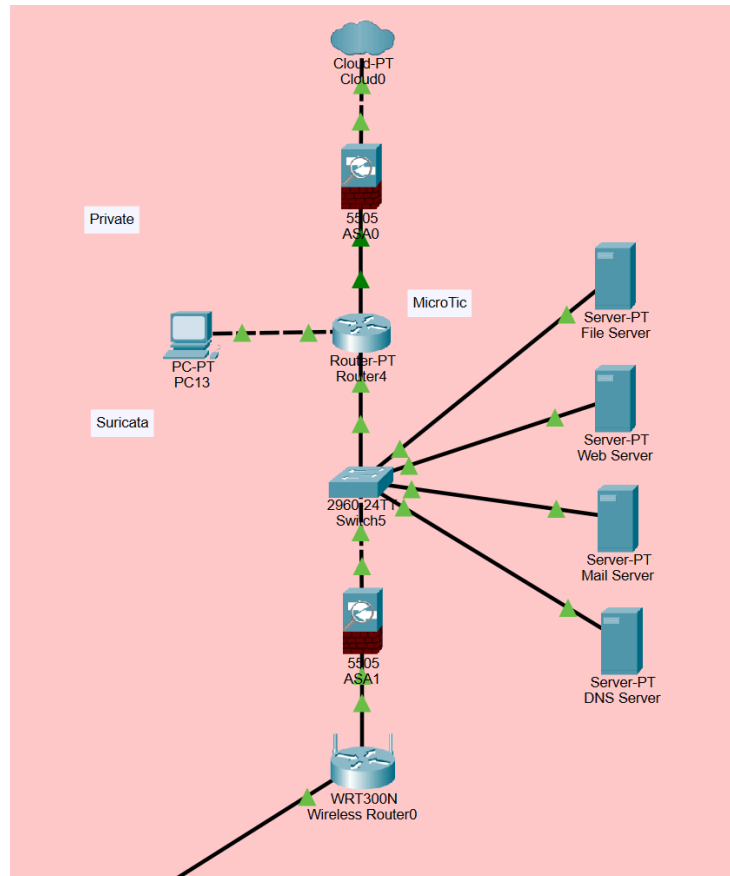 Cloud-PT
Cloud0
5505
ASA0
Private
MicroTic
Server-PT
File Server
PC-PT
PC13
Router-PT
Router4
Suricata
Server-PT
Web Server
2960-24TT
Switch5
Server-PT
Mail Server
5505
ASA1
Server-PT
DNS Server
WRT300N
Wireless Router0